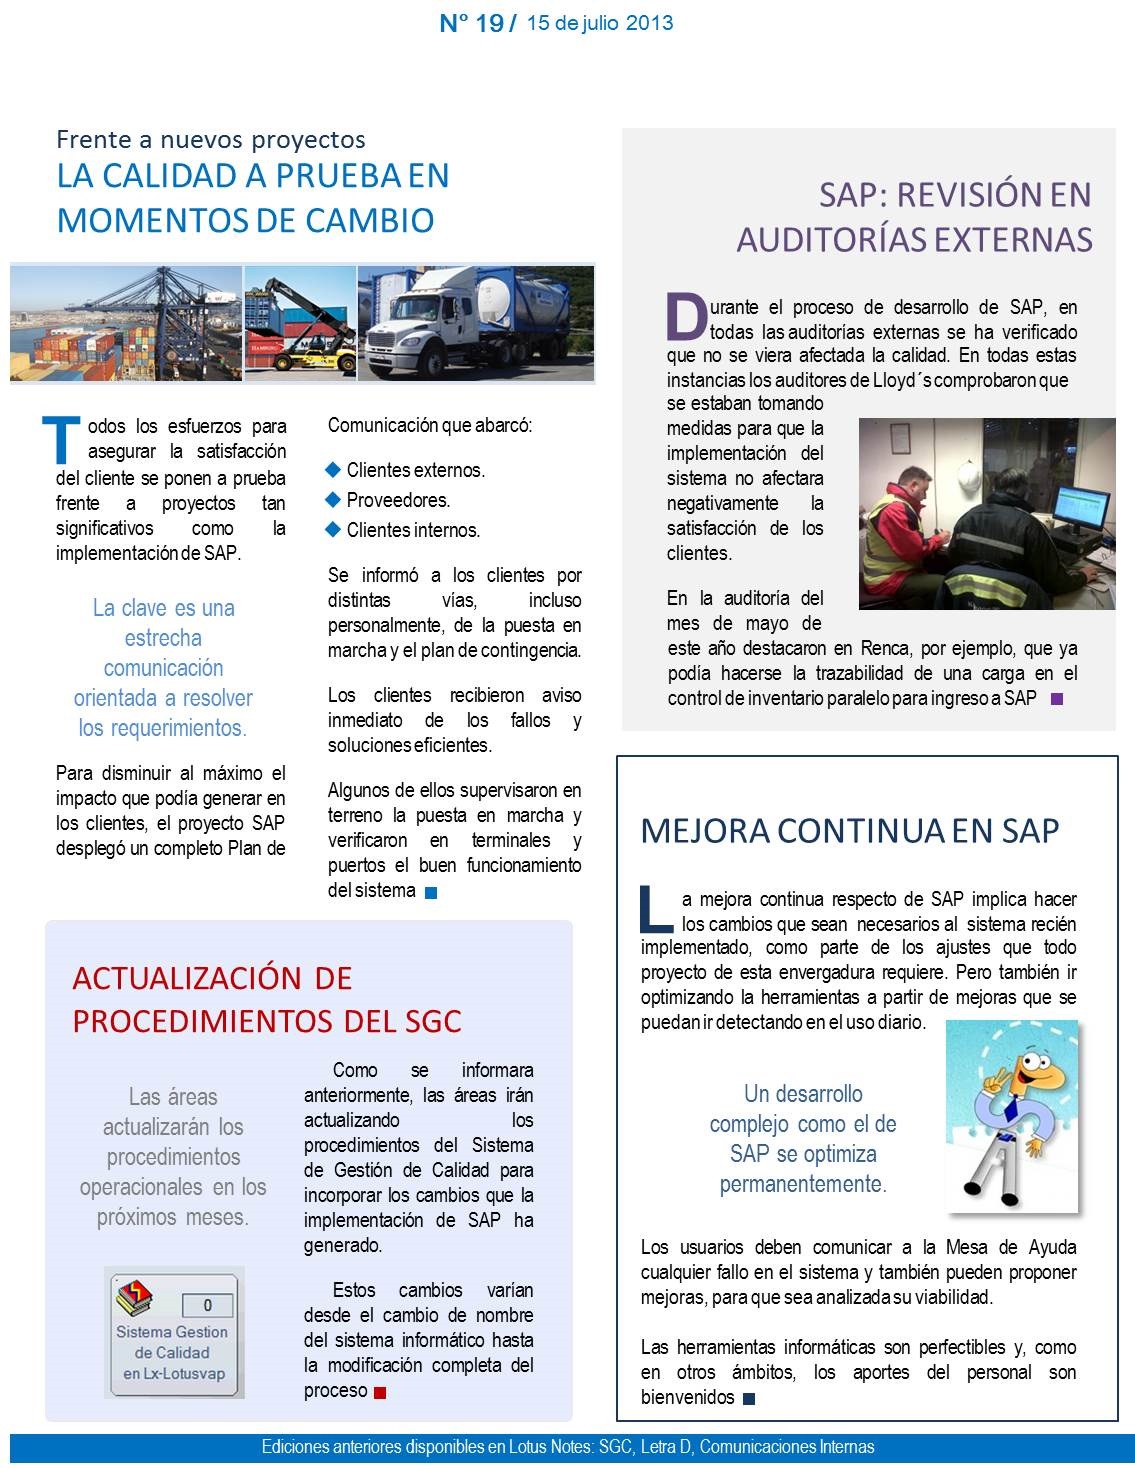 N° 19 / 15 de julio 2013
Frente a nuevos proyectos
LA CALIDAD A PRUEBA EN
MOMENTOS DE CAMBIO
HAMBURG
Todos los esfuerzos para
asegurar la satisfacción
del cliente se ponen a prueba
frente a proyectos tan
significativos como la
implementación de SAP.
La clave es una
estrecha
comunicación
orientada a resolver
los requerimientos.
Para disminuir al máximo el
impacto que podía generar en
los clientes, el proyecto SAP
desplegó un completo Plan de
Comunicación que abarcó:
Clientes externos.
Proveedores.
Clientes internos.
Se informó a los clientes por
distintas vías, incluso
personalmente, de la puesta en
marcha y el plan de contingencia.
Los clientes recibieron aviso
inmediato de los fallos y
soluciones eficientes.
Algunos de ellos supervisaron en
terreno la puesta en marcha y
verificaron en terminales y
puertos el buen funcionamiento
del sistema
SAP: REVISIÓN EN
AUDITORÍAS EXTERNAS
Durante el proceso de desarrollo de SAP, en
todas las auditorías externas se ha verificado
que no se viera afectada la calidad. En todas estas
instancias los auditores de Lloyd´s comprobaron que
se estaban tomando
medidas para que la
implementación del
sistema no afectara
negativamente la
satisfacción de los
clientes.
En la auditoría del
mes de mayo de
este año destacaron en Renca, por ejemplo, que ya
podía hacerse la trazabilidad de una carga en el
control de inventario paralelo para ingreso a SAP
ACTUALIZACIÓN DE
PROCEDIMIENTOS DEL SGC
Las áreas
actualizarán los
procedimientos
operacionales en los
próximos meses.
0
Sistema Gestion
de Calidad
en Lx-Lotusvap
Como se informara
anteriormente, las áreas irán
actualizando los
procedimientos del Sistema
de Gestión de Calidad para
incorporar los cambios que la
implementación de SAP ha
generado.
Estos cambios varían
desde el cambio de nombre
del sistema informático hasta
la modificación completa del
proceso
MEJORA CONTINUA EN SAP
La mejora continua respecto de SAP implica hacer
los cambios que sean necesarios al sistema recién
implementado, como parte de los ajustes que todo
proyecto de esta envergadura requiere. Pero también ir
optimizando la herramientas a partir de mejoras que se
puedan ir detectando en el uso diario.
Un desarrollo
complejo como el de
SAP se optimiza
permanentemente.
Los usuarios deben comunicar a la Mesa de Ayuda
cualquier fallo en el sistema y también pueden proponer
mejoras, para que sea analizada su viabilidad.
Las herramientas informáticas son perfectibles y, como
en otros ámbitos, los aportes del personal son
bienvenidos
Ediciones anteriores disponibles en Lotus Notes: SGC, Letra D, Comunicaciones Internas